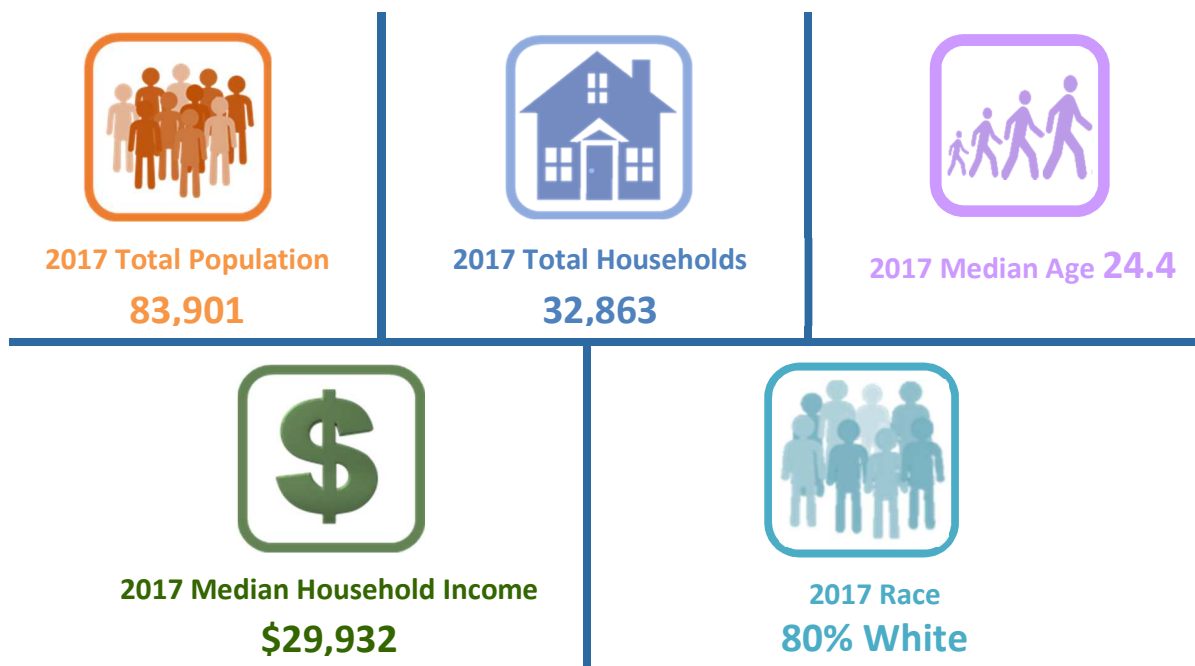 2017 Total Population
83,901
2017 Total Households
32,863
2017 Median Age 24.4
2017 Median Household Income
$29,932
2017 Race
80% White